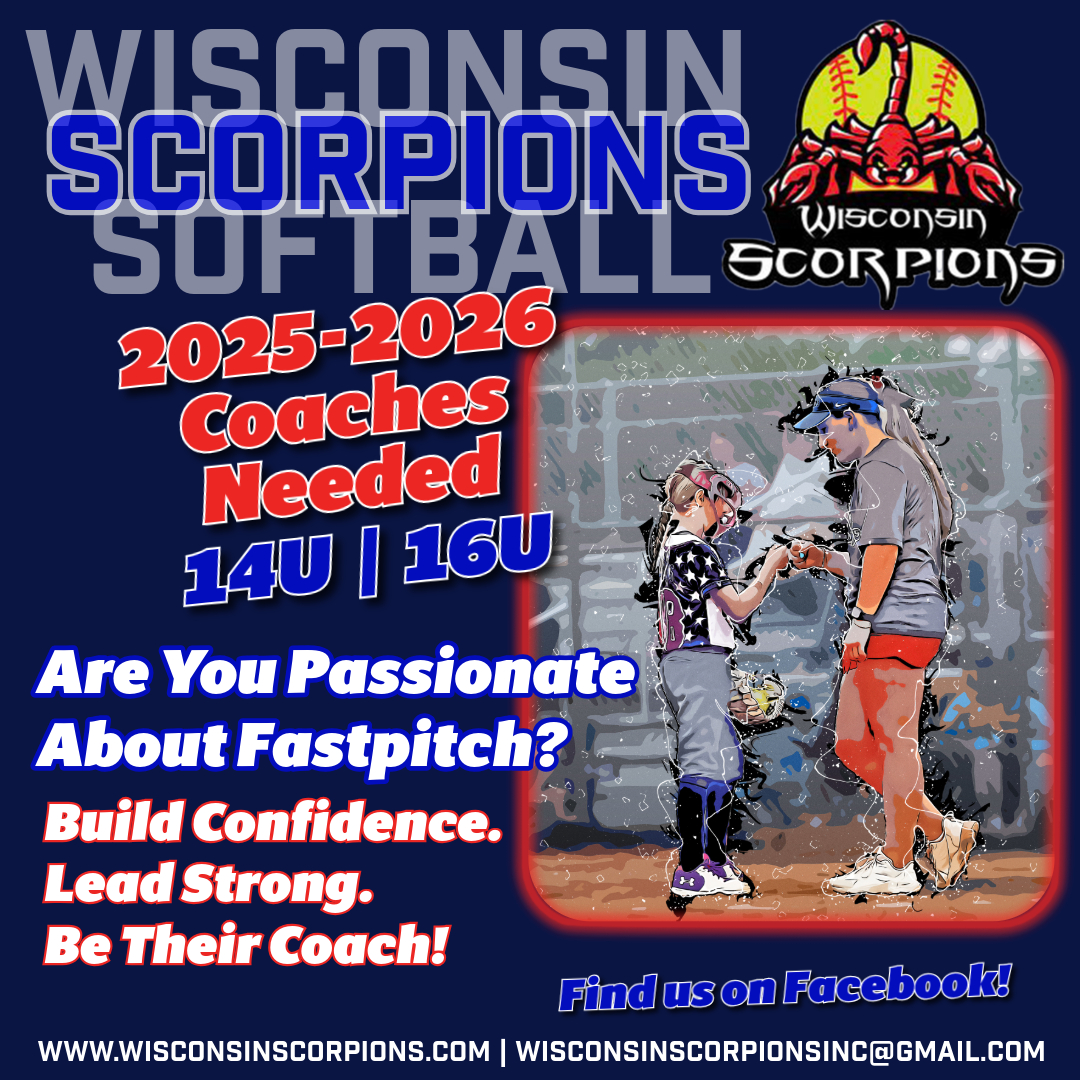 WISCONSIN
SCORPIONS
SOFTBALL
WISCONSIN
SCORPIONS
2025-2026
Coaches
Needed
14U | 16U
Are You Passionate
About Fastpitch?
Build Confidence.
Lead Strong.
Be Their Coach!
Find us on Facebook!
WWW.WISCONSINSCORPIONS.COM | WISCONSINSCORPIONSINC@GMAIL.COM